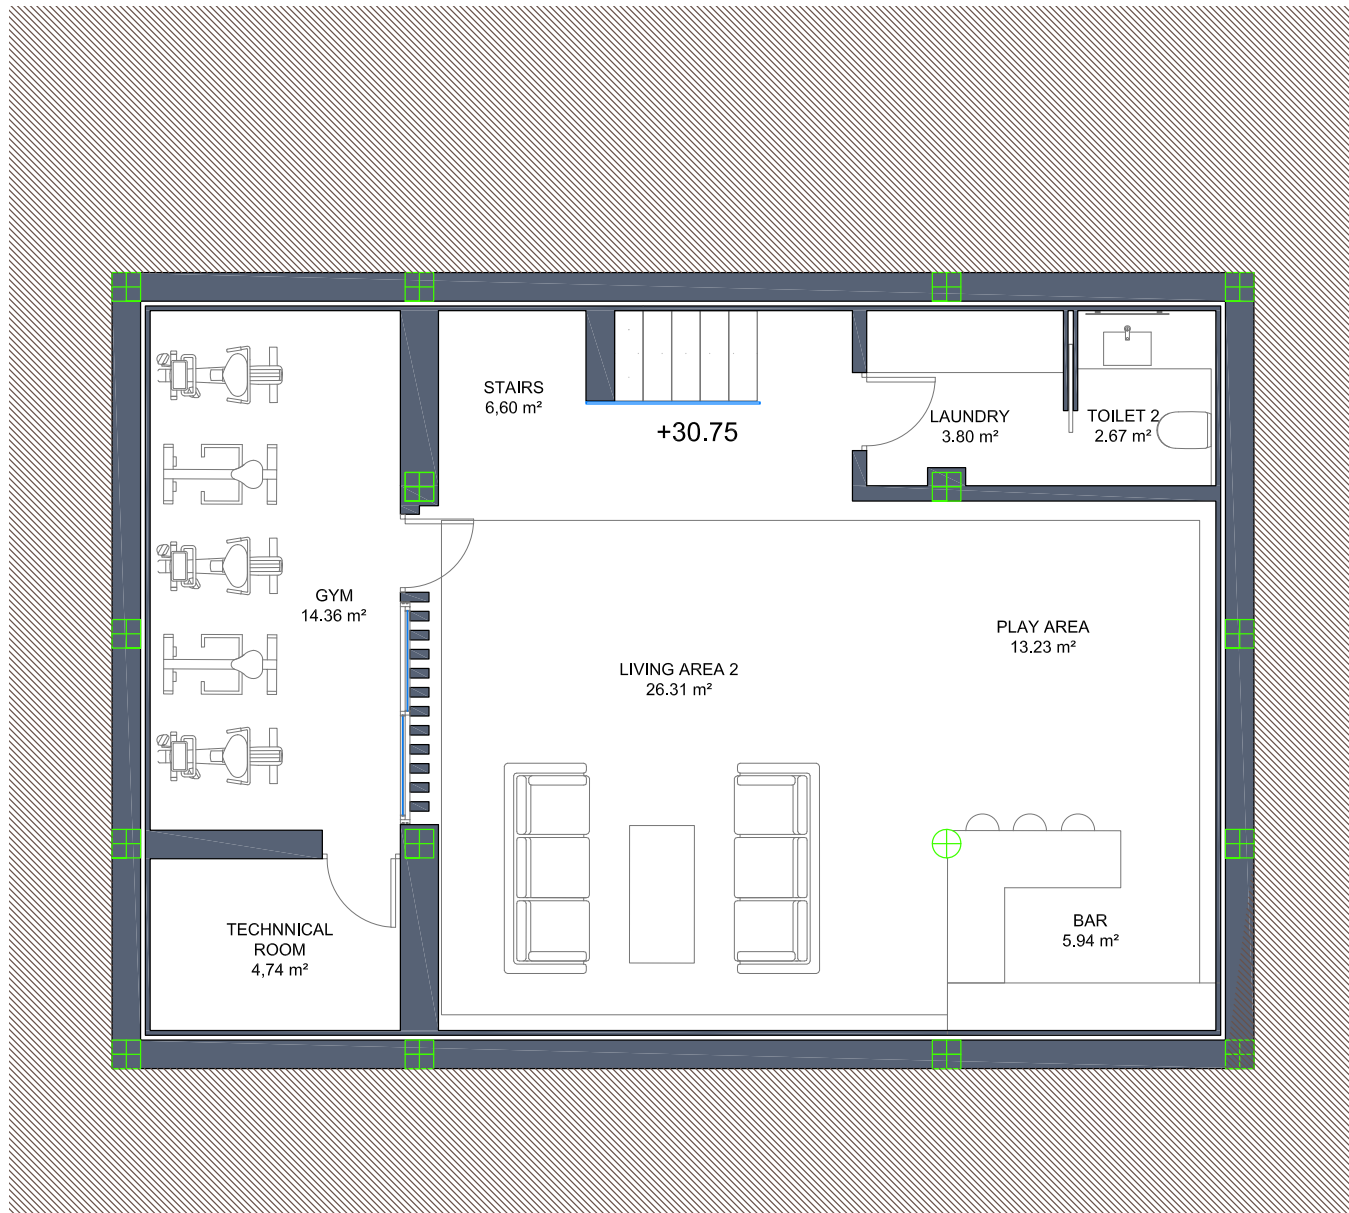 STAIRS
6,60 m²
+30.75
LAUNDRY
3.80 m²
TOILET 2
2.67 m²
GYM
14.36 m²
PLAY AREA
13.23 m²
LIVING AREA 2
26.31 m²
BAR
5.94 m²
TECHNNICAL
ROOM
4,74 m²